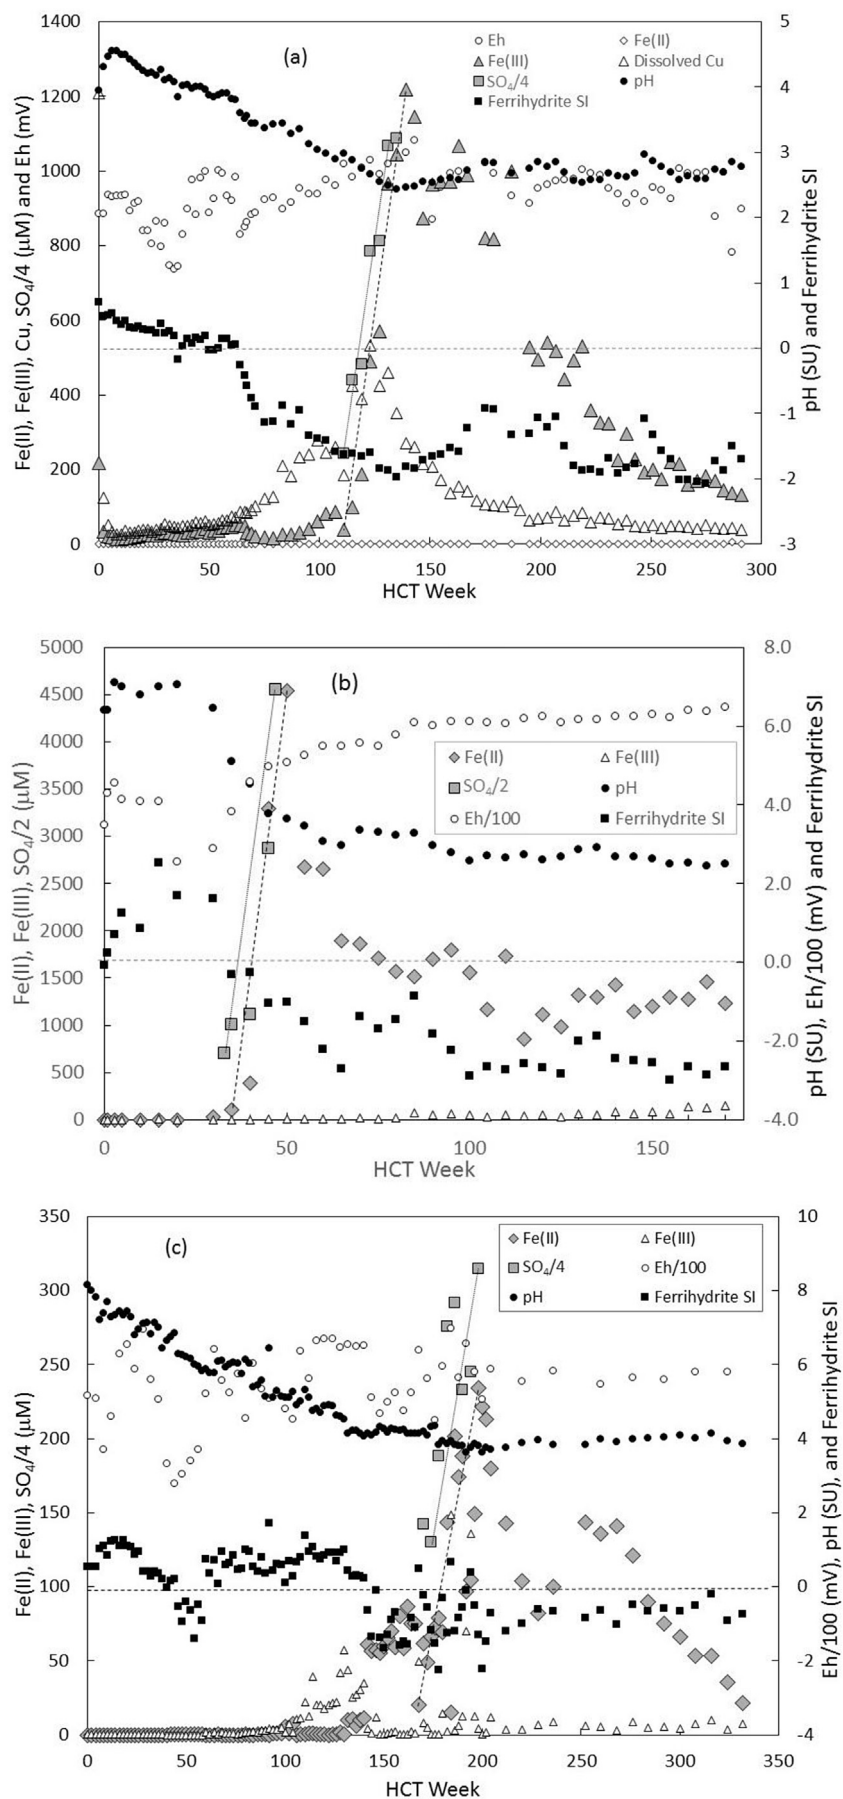 (a)
Eh Fe(II)
Fe(III) Dissolved Cu
SO4/4 pH
Ferrihydrite SI
1400
1200
1000
800
600
400
200
0
Fe(II), Fe(III), Cu, SO4/4 (µM) and Eh (mV)
5
4
3
2
1
0
-1
-2
-3
pH (SU) and Ferrihydrite SI
0 50 100 150 200 250 300
HCT Week
(b)
Fe(II) Fe(III)
SO4/2 pH
Eh/100 Ferrihydrite SI
5000
4500
4000
3500
3000
2500
2000
1500
1000
500
0
Fe(II), Fe(III), SO4/2 (µM)
8.0
6.0
4.0
2.0
0.0
-2.0
-4.0
pH (SU), Eh/100 (mV) and Ferrihydrite SI
0 50 100 150
HCT Week
(c)
Fe(II) Fe(III)
SO4/4 Eh/100
pH Ferrihydrite SI
350
300
250
200
150
100
50
0
Fe(II), Fe(III), SO4/4 (µM)
10
8
6
4
2
0
-2
-4
Eh/100 (mV), pH (SU), and Ferrihydrite SI
0 50 100 150 200 250 300 350
HCT Week